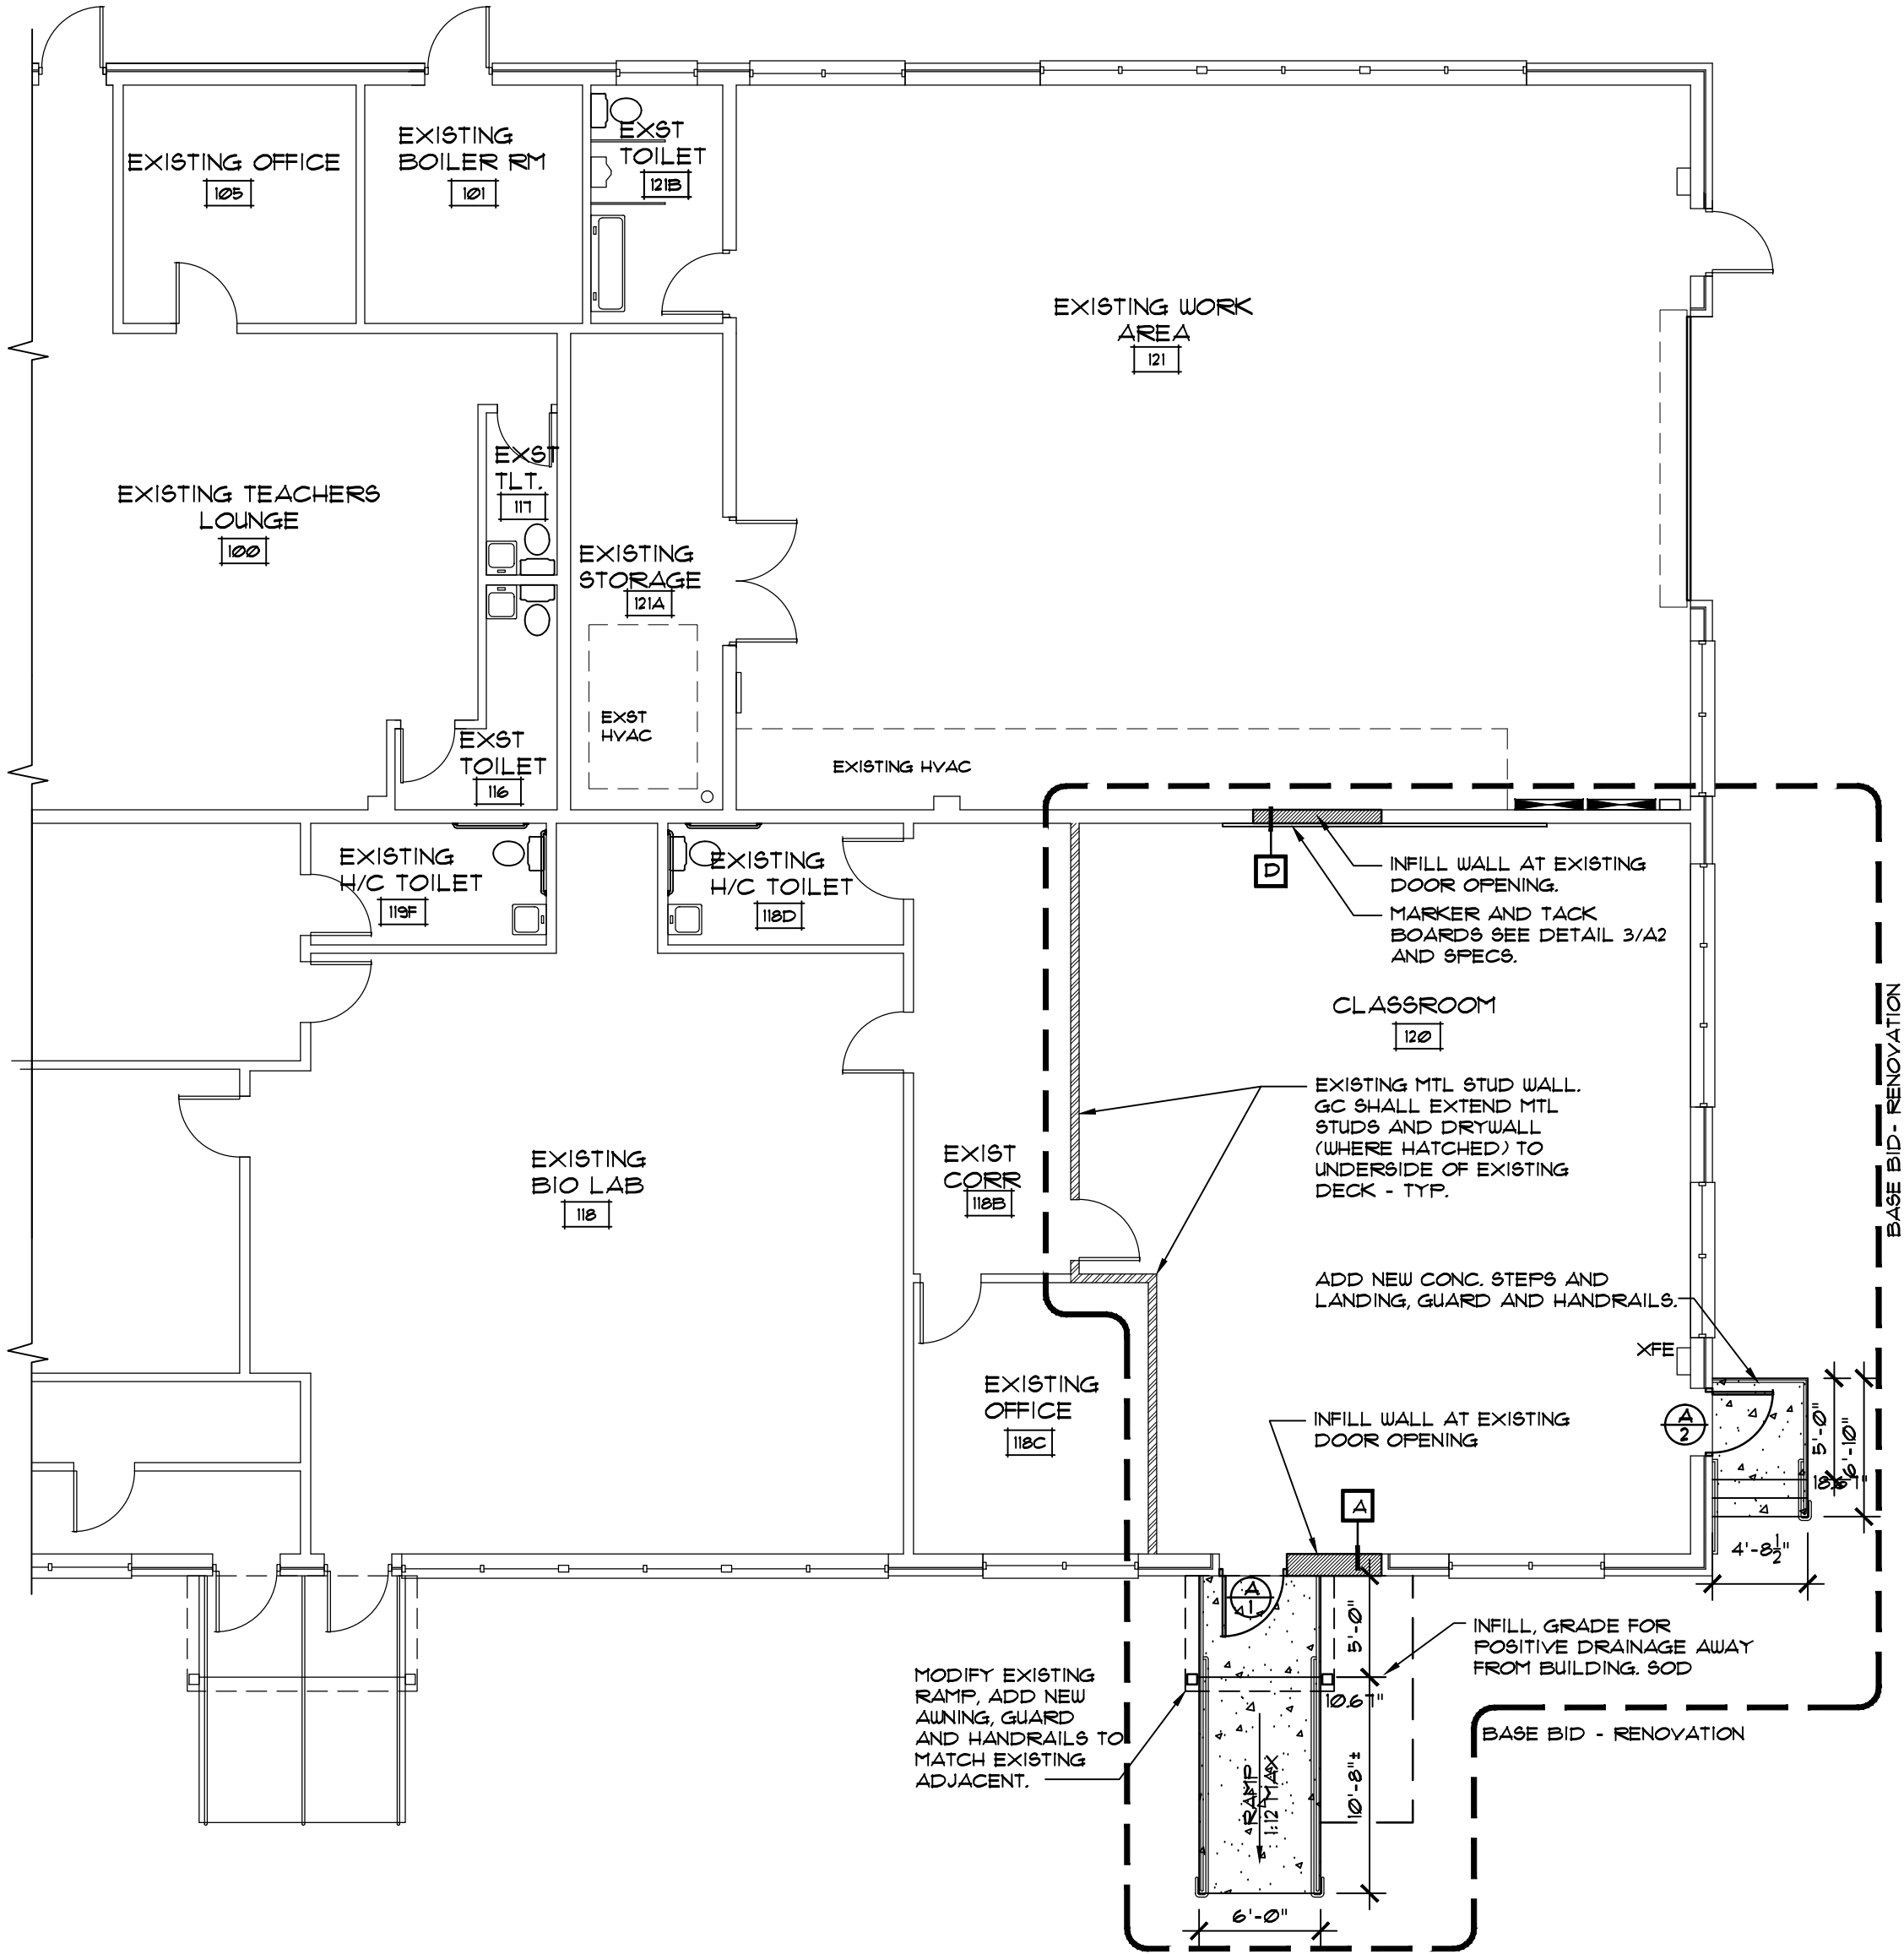 EXISTING OFFICE
105
EXISTING
BOILER RM
101
EXST
TOILET
121B
EXISTING WORK
AREA
121
EXISTING TEACHERS
LOUNGE
100
EXST
TLT.
117
EXISTING
STORAGE
121A
EXST
HVAC
EXST
TOILET
116
EXISTING HVAC
EXISTING
H/C TOILET
119F
EXISTING
H/C TOILET
118D
D
INFILL WALL AT EXISTING
DOOR OPENING.
MARKER AND TACK
BOARDS SEE DETAIL 3/A2
AND SPECS.
CLASSROOM
120
BASE BID- RENOVATION
EXISTING MTL STUD WALL.
GC SHALL EXTEND MTL
STUDS AND DRYWALL
(WHERE HATCHED) TO
UNDERSIDE OF EXISTING
DECK - TYP.
EXISTING
BIO LAB
118
EXIST
CORR
118B
ADD NEW CONC. STEPS AND
LANDING, GUARD AND HANDRAILS.
XFE
EXISTING
OFFICE
118C
INFILL WALL AT EXISTING
DOOR OPENING
A
2
5'-0"
6'-10"
A
4'-8½"
A
1
5'-0"
INFILL, GRADE FOR
POSITIVE DRAINAGE AWAY
FROM BUILDING. SOD
MODIFY EXISTING
RAMP, ADD NEW
AWNING, GUARD
AND HANDRAILS TO
MATCH EXISTING
ADJACENT.
10.67"
BASE BID - RENOVATION
RAMP
1:12 MAX
10'-8"±
6'-0"